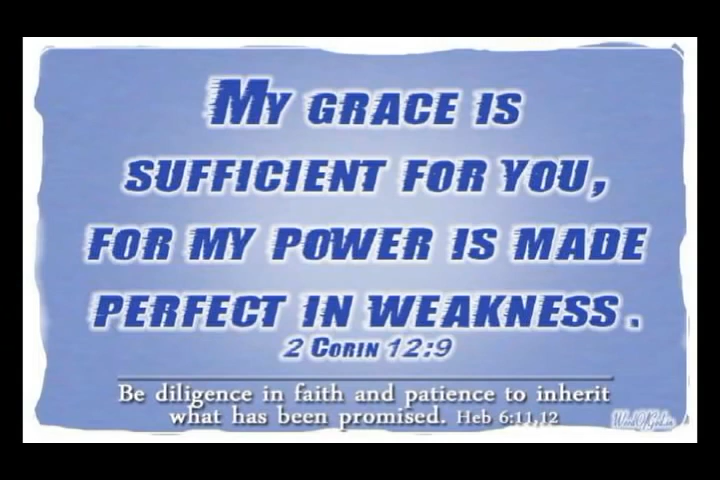 My grace is
sufficient for you,
for my power is made
perfect in weakness.
2 Corin 12:9
Be diligence in faith and patience to inherit
what has been promised. Heb 6:11,12